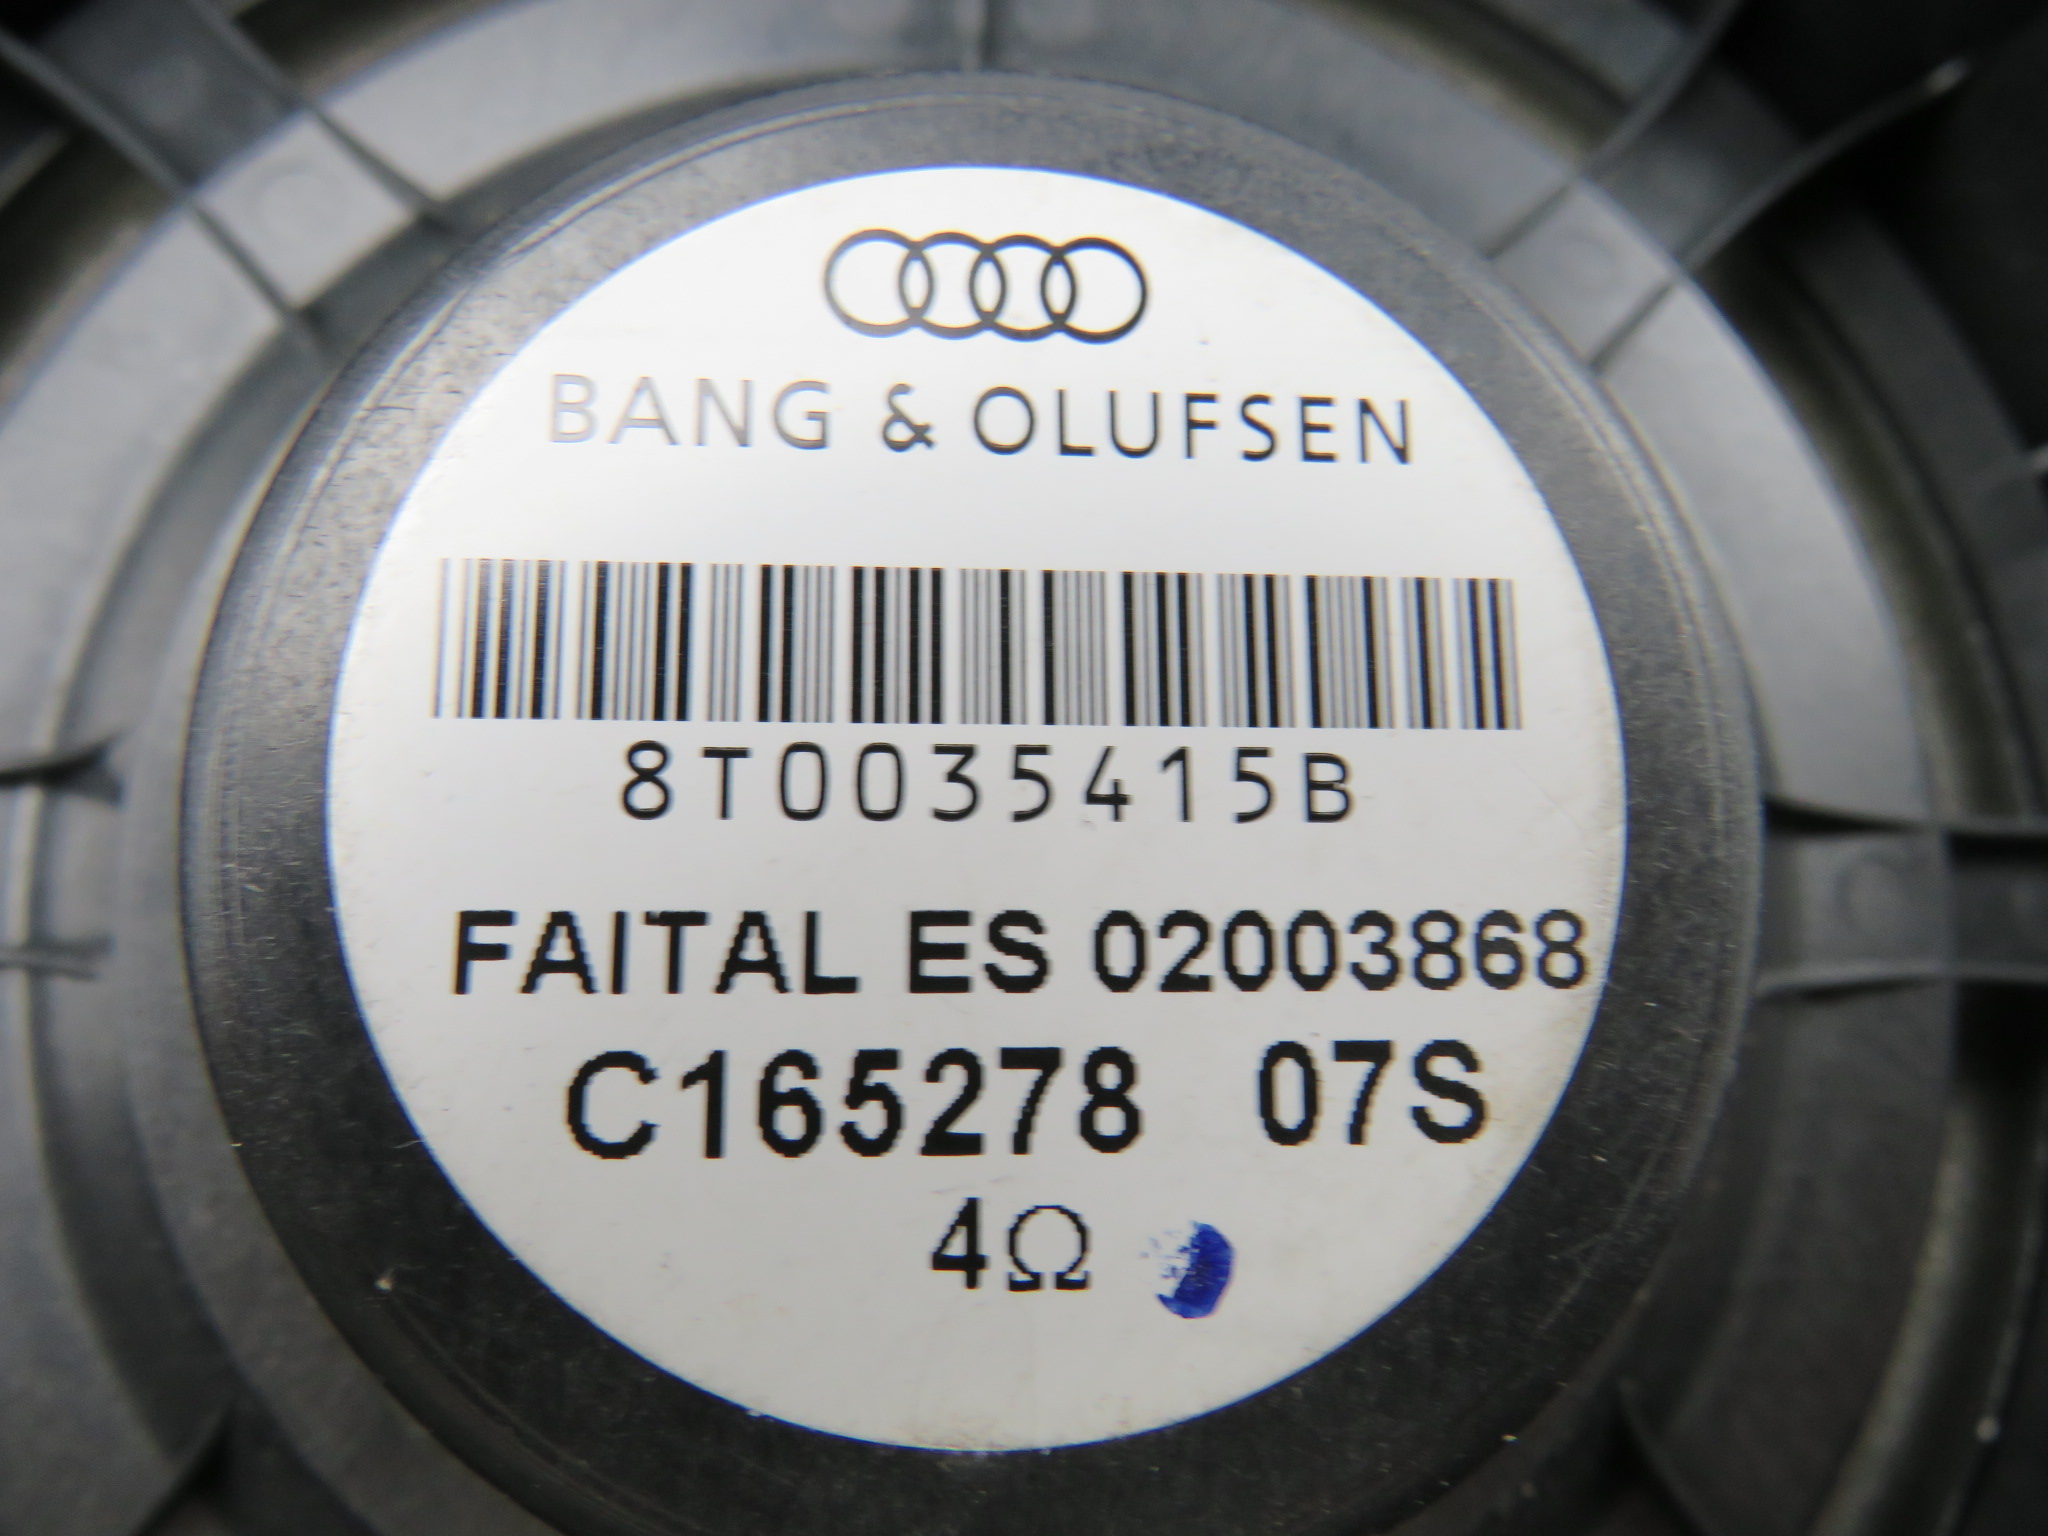 BANG & OLUFSEN
8T0035415B
FAITAL ES 02003868
C165278 07S
4Ω